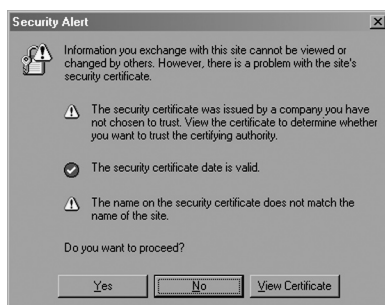 Security Alert
Information you exchange with this site cannot be viewed or
changed by others. However, there is a problem with the site's
security certificate.
The security certificate was issued by a company you have
not chosen to trust. View the certificate to determine whether
you want to trust the certifying authority.
The security certificate date is valid.
The name on the security certificate does not match the
name of the site.
Do you want to proceed?
Yes
No
View Certificate